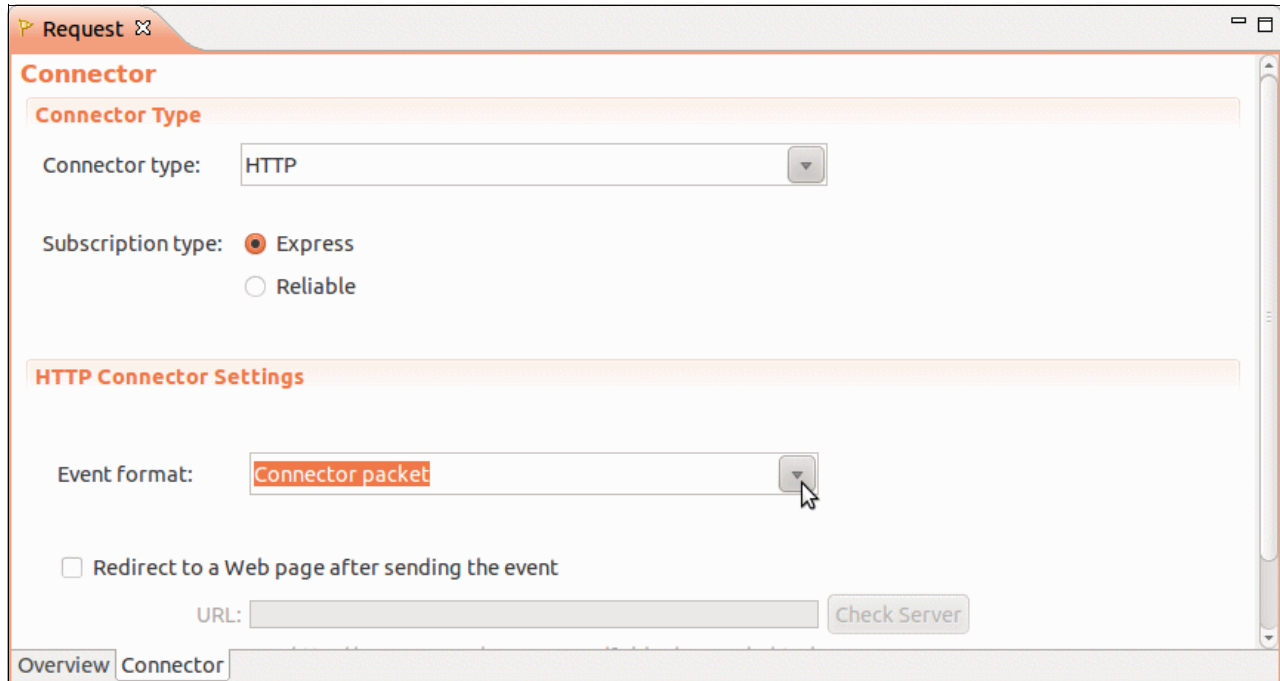 Request
Connector
Connector Type
Connector type: HTTP
Subscription type: Express
Reliable
HTTP Connector Settings
Event format: Connector packet
Redirect to a Web page after sending the event
URL: Check Server
Overview Connector